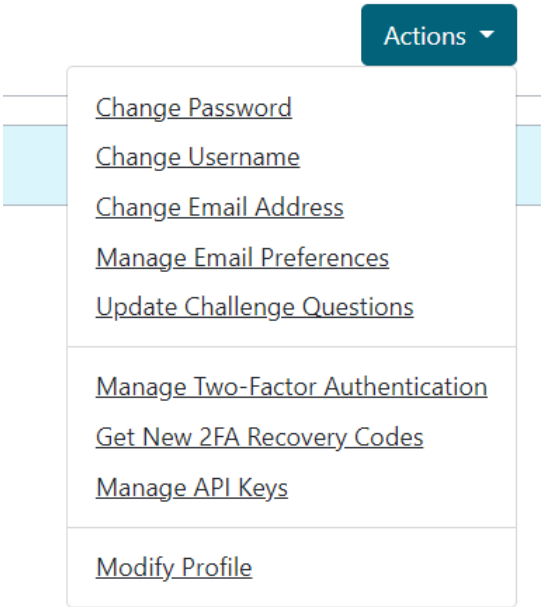 Actions
Change Password
Change Username
Change Email Address
Manage Email Preferences
Update Challenge Questions
Manage Two-Factor Authentication
Get New 2FA Recovery Codes
Manage API Keys
Modify Profile